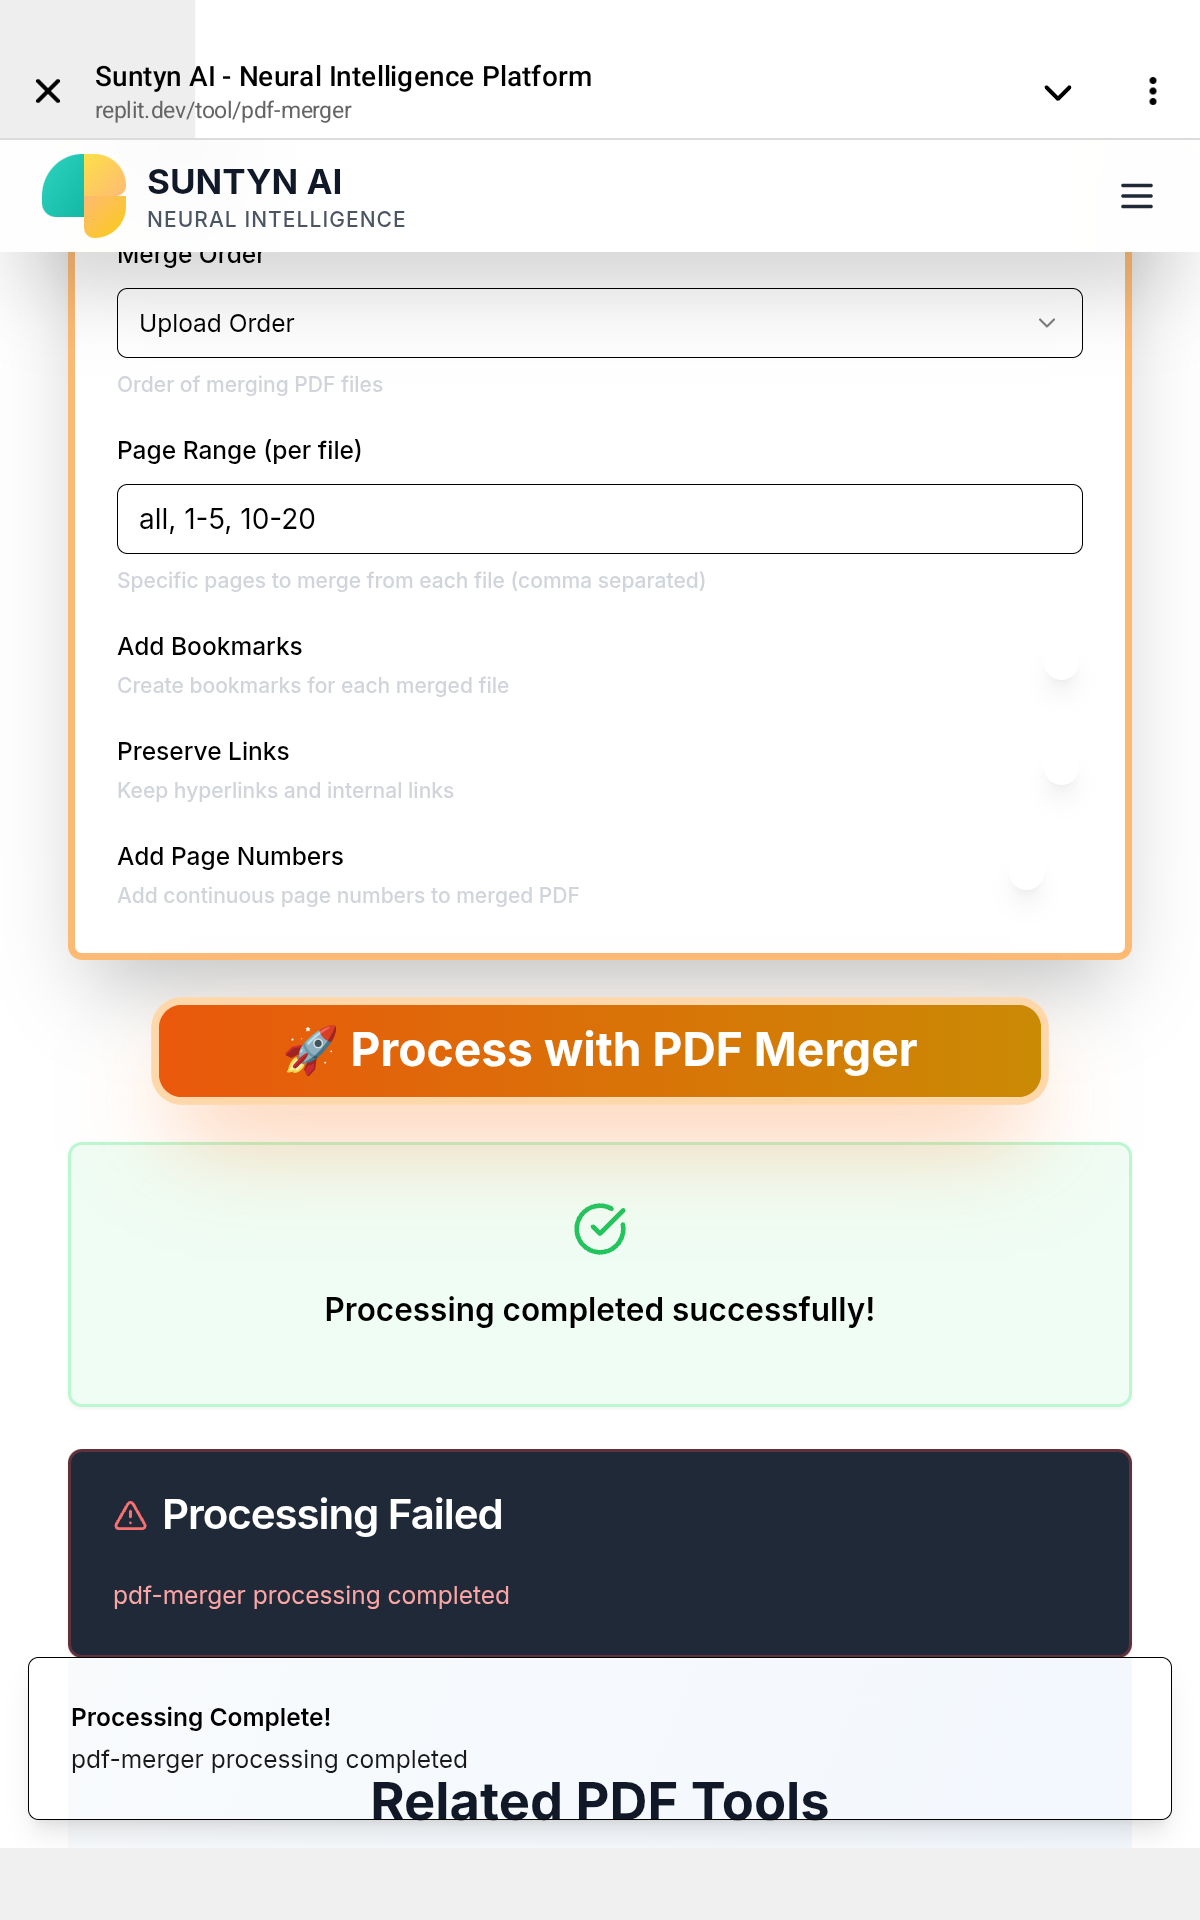 Suntyn AI - Neural Intelligence Platform
replit.dev/tool/pdf-merger
SUNTYN AI
NEURAL INTELLIGENCE
Merge Order
Upload Order
Order of merging PDF files
Page Range (per file)
all, 1-5, 10-20
Specific pages to merge from each file (comma separated)
Add Bookmarks
Create bookmarks for each merged file
Preserve Links
Keep hyperlinks and internal links
Add Page Numbers
Add continuous page numbers to merged PDF
🚀 Process with PDF Merger
Processing completed successfully!
Processing Failed
pdf-merger processing completed
Processing Complete!
pdf-merger processing completed
Related PDF Tools